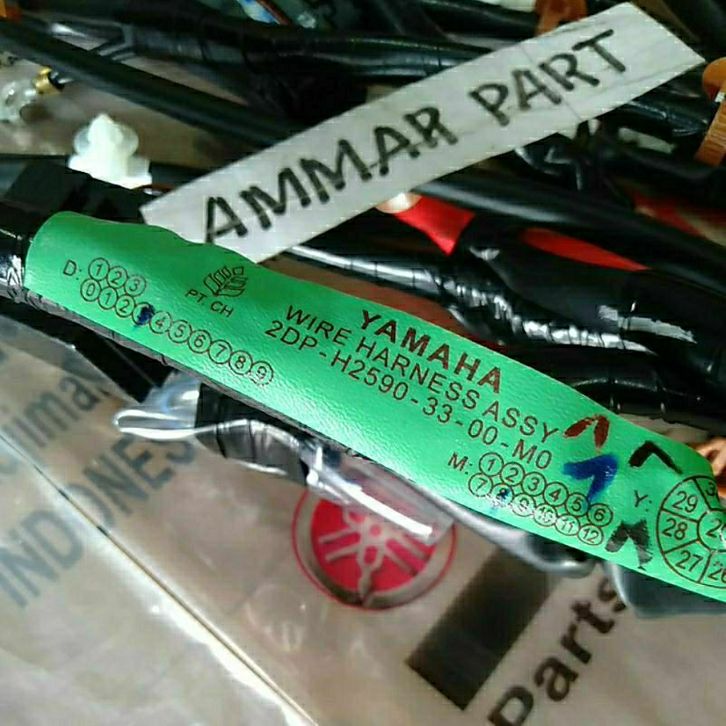 AMMAR PART
PT. CH
YAMAHA
WIRE HARNESS ASSY
2DP-H2590-33-00-M0
D: 1 2 3
0 1 2 4 5 6 7 8 9
M: 1 2 3 4 5 6
7 9 10 11 12
Y:
29
28
27
INDONES
Parts